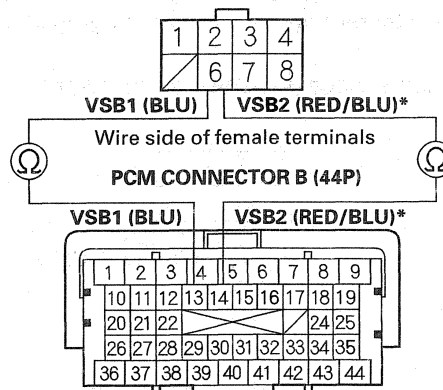 1 2 3 4
6 7 8
VSB1 (BLU) VSB2 (RED/BLU)*
Wire side of female terminals
Ω Ω
PCM CONNECTOR B (44P)
VSB1 (BLU) VSB2 (RED/BLU)*
1 2 3 4 5 6 7 8 9
10 11 12 13 14 15 16 17 18 19
20 21 22 24 25
26 27 28 29 30 31 32 33 34 35
36 37 38 39 40 41 42 43 44